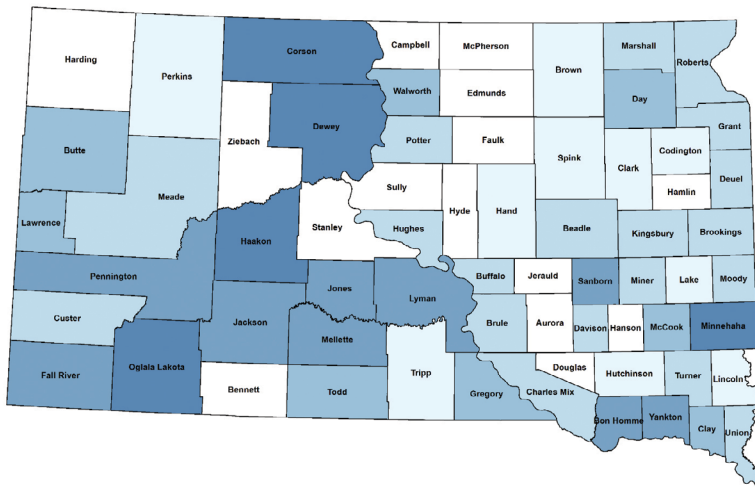 Harding
Perkins
Corson
Campbell
McPherson
Brown
Marshall
Roberts
Walworth
Edmunds
Day
Butte
Ziebach
Dewey
Potter
Faulk
Spink
Clark
Codington
Grant
Meade
Sully
Hyde
Hand
Hamlin
Deuel
Lawrence
Haakon
Stanley
Hughes
Beadle
Kingsbury
Brookings
Pennington
Jones
Lyman
Buffalo
Jerauld
Sanborn
Miner
Lake
Moody
Custer
Jackson
Mellette
Brule
Aurora
Davison
Hanson
McCook
Minnehaha
Fall River
Oglala Lakota
Bennett
Todd
Tripp
Gregory
Charles Mix
Douglas
Hutchinson
Turner
Lincoln
Bon Homme
Yankton
Clay
Union